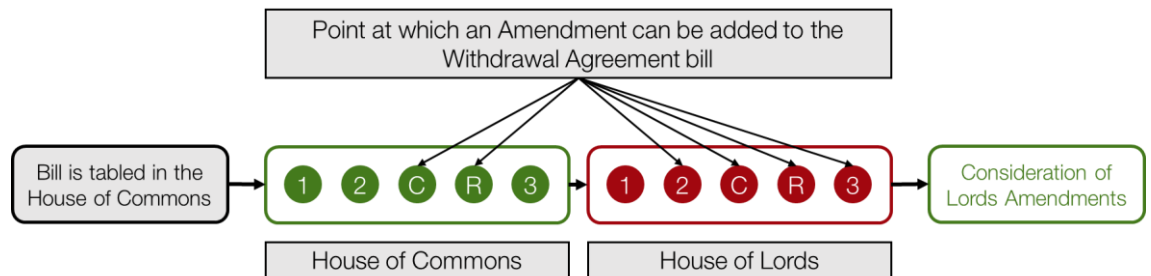 Point at which an Amendment can be added to the
Withdrawal Agreement bill
Bill is tabled in the
House of Commons
1 2 C R 3
1 2 C R 3
Consideration of
Lords Amendments
House of Commons
House of Lords